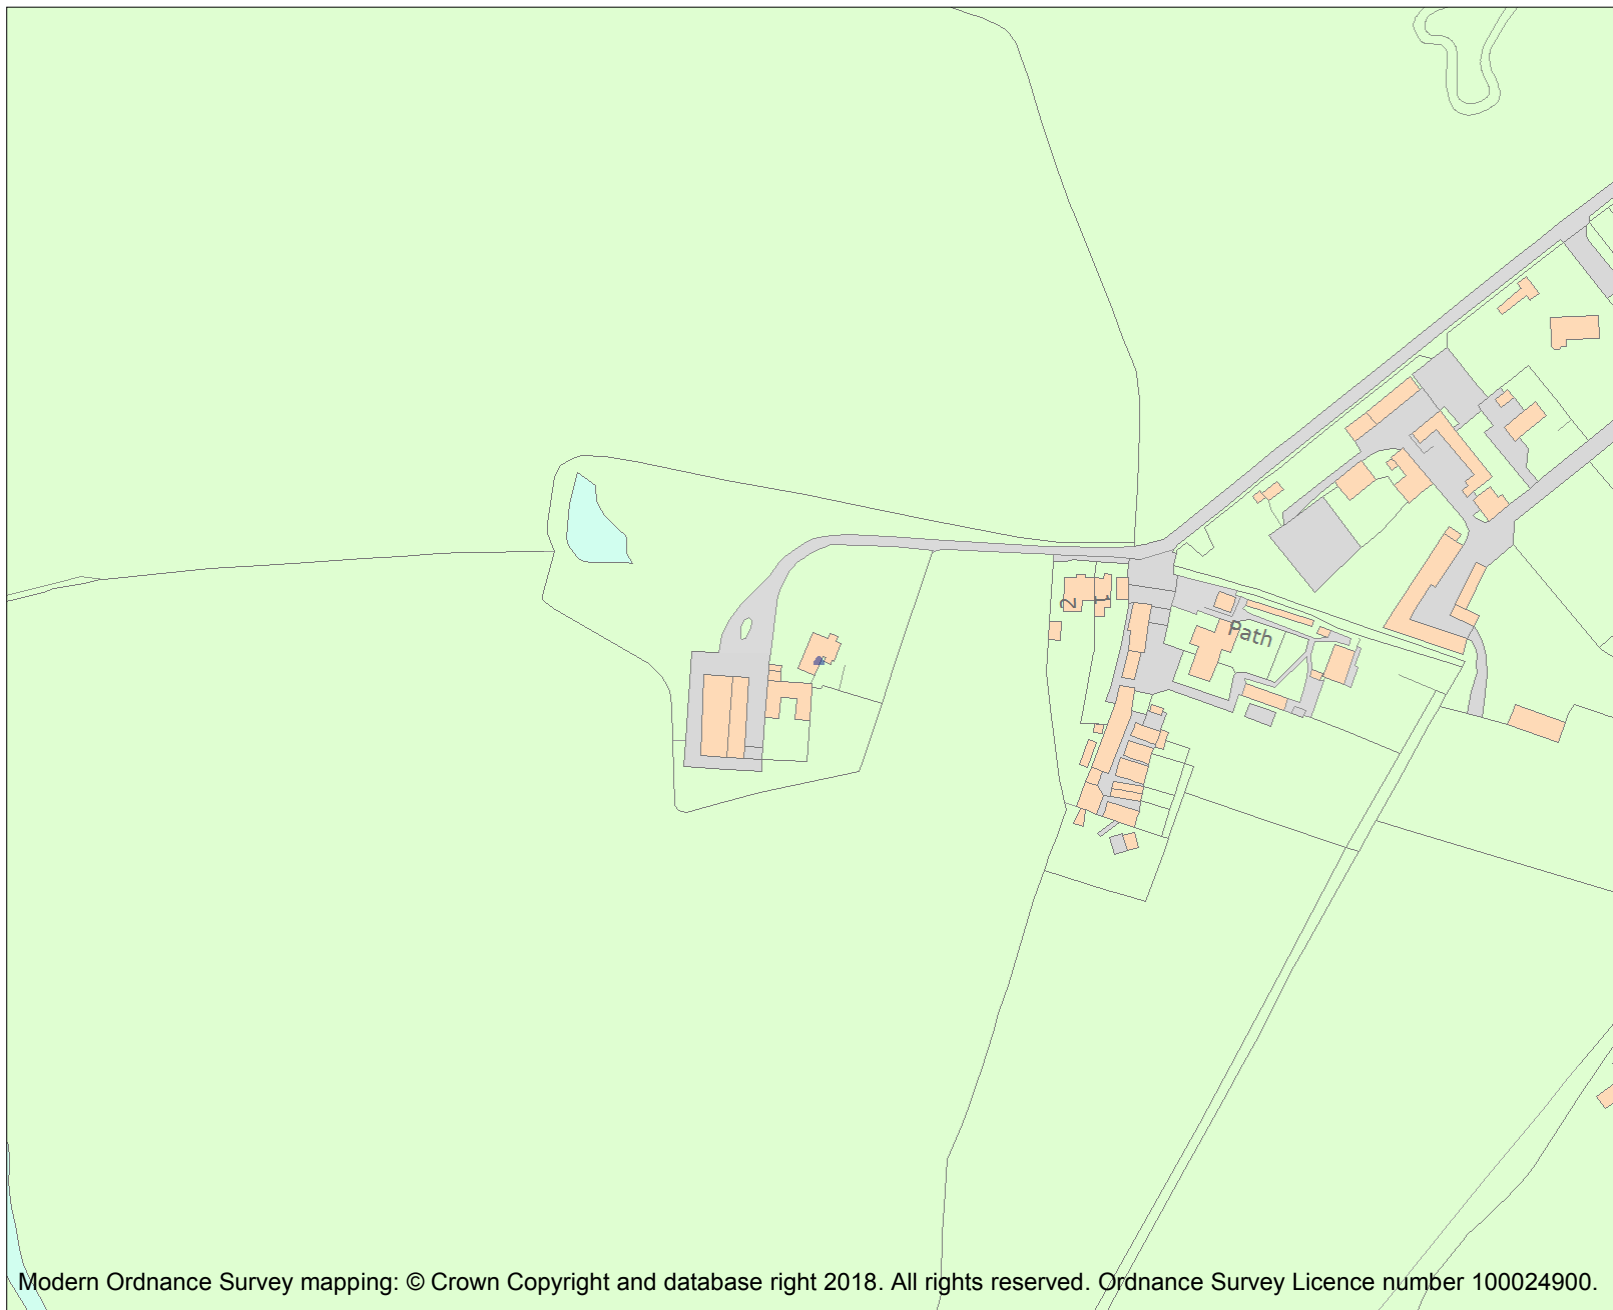 2
1
Path
Modern Ordnance Survey mapping: © Crown Copyright and database right 2018. All rights reserved. Ordnance Survey Licence number 100024900.